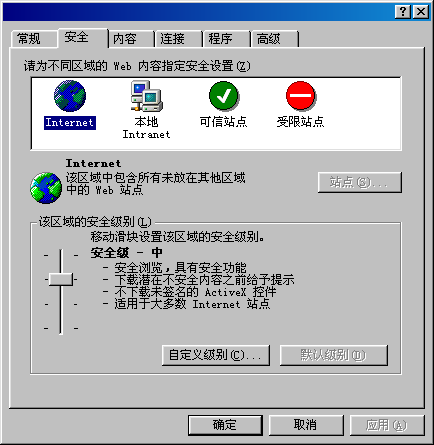 常规 安全 内容 连接 程序 高级
请为不同区域的 Web 内容指定安全设置(Z)
Internet 本地 Intranet 可信站点 受限站点
Internet
该区域中包含所有未放在其他区域
中的 Web 站点
站点(S)...
该区域的安全级别(L)
移动滑块设置该区域的安全级别。
安全级 - 中
- 安全浏览,具有安全功能
- 下载潜在不安全内容之前给予提示
- 不下载未签名的 ActiveX 控件
- 适用于大多数 Internet 站点
自定义级别(C)... 默认级别(D)
确定 取消 应用(A)